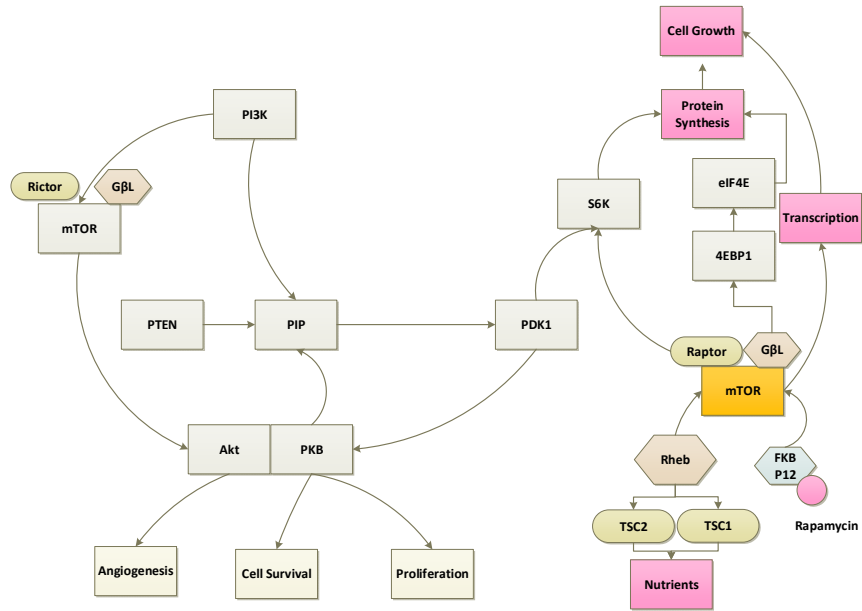 Cell Growth
PI3K
Protein
Synthesis
Rictor
GβL
eIF4E
S6K
mTOR
Transcription
4EBP1
PTEN
PIP
PDK1
Raptor
GβL
mTOR
Akt
PKB
Rheb
FKB
P12
TSC2
TSC1
Rapamycin
Angiogenesis
Cell Survival
Proliferation
Nutrients